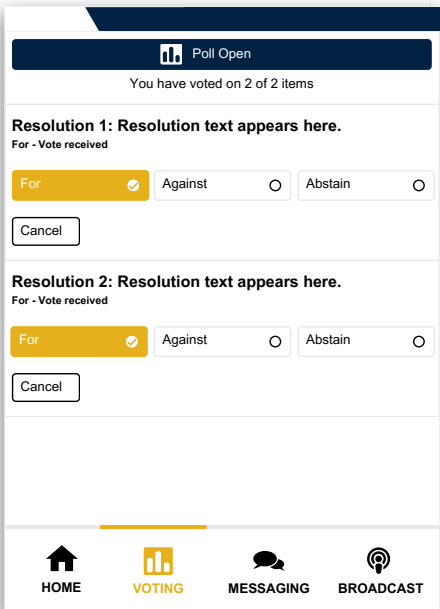 Poll Open
You have voted on 2 of 2 items
Resolution 1: Resolution text appears here.
For - Vote received
For Against Abstain
Cancel
Resolution 2: Resolution text appears here.
For - Vote received
For Against Abstain
Cancel
HOME VOTING MESSAGING BROADCAST